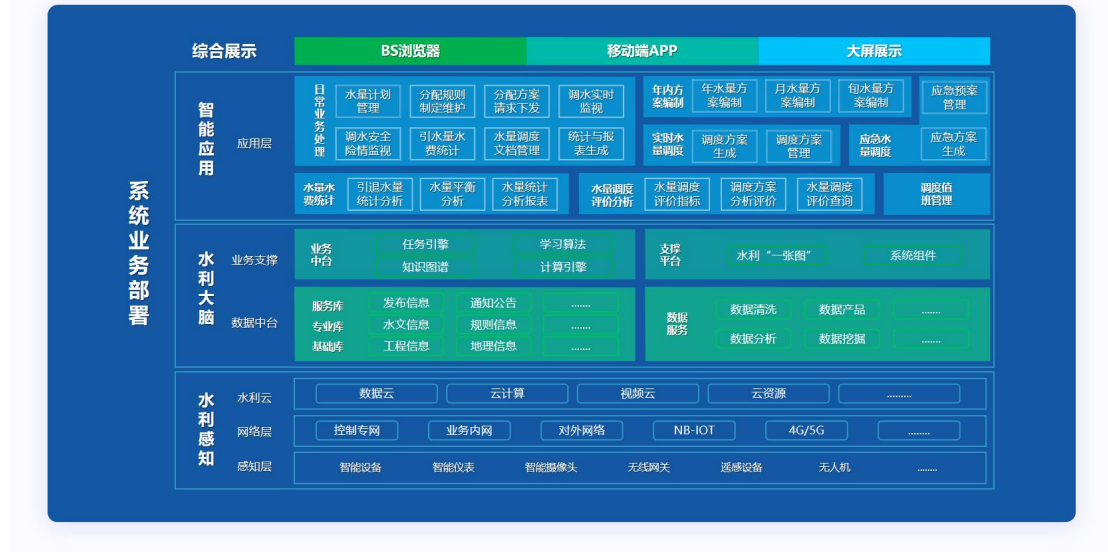 综合展示
BS浏览器
移动端APP
大屏展示
系统业务部署
智能应用
应用层
日常业务处理
水量计划
管理
分配规则
制定维护
分配方案
请求下发
调水实时
监视
调水安全
险情监视
引水量水
费统计
水量调度
文档管理
统计与报
表生成
年内方
案编制
年水量方
案编制
月水量方
案编制
旬水量方
案编制
应急预案
管理
实时水
量调度
调度方案
生成
调度方案
管理
应急水
量调度
应急方案
生成
水量水
费统计
引退水量
统计分析
水量平衡
分析
水量统计
分析报表
水量调度
评价分析
水量调度
评价指标
调度方案
分析评价
水量调度
评价查询
调度值
班管理
水利大脑
业务支撑
业务
中台
任务引擎
学习算法
知识图谱
计算引擎
支撑
平台
水利“一张图”
系统组件
数据中台
服务库
发布信息
通知公告
.......
专业库
水文信息
规则信息
.......
基础库
工程信息
地理信息
.......
数据
服务
数据清洗
数据产品
.......
数据分析
数据挖掘
.......
水利感知
水利云
数据云
云计算
视频云
云资源
.........
网络层
控制专网
业务内网
对外网络
NB-IOT
4G/5G
.........
感知层
智能设备
智能仪表
智能摄像头
无线网关
遥感设备
无人机
........